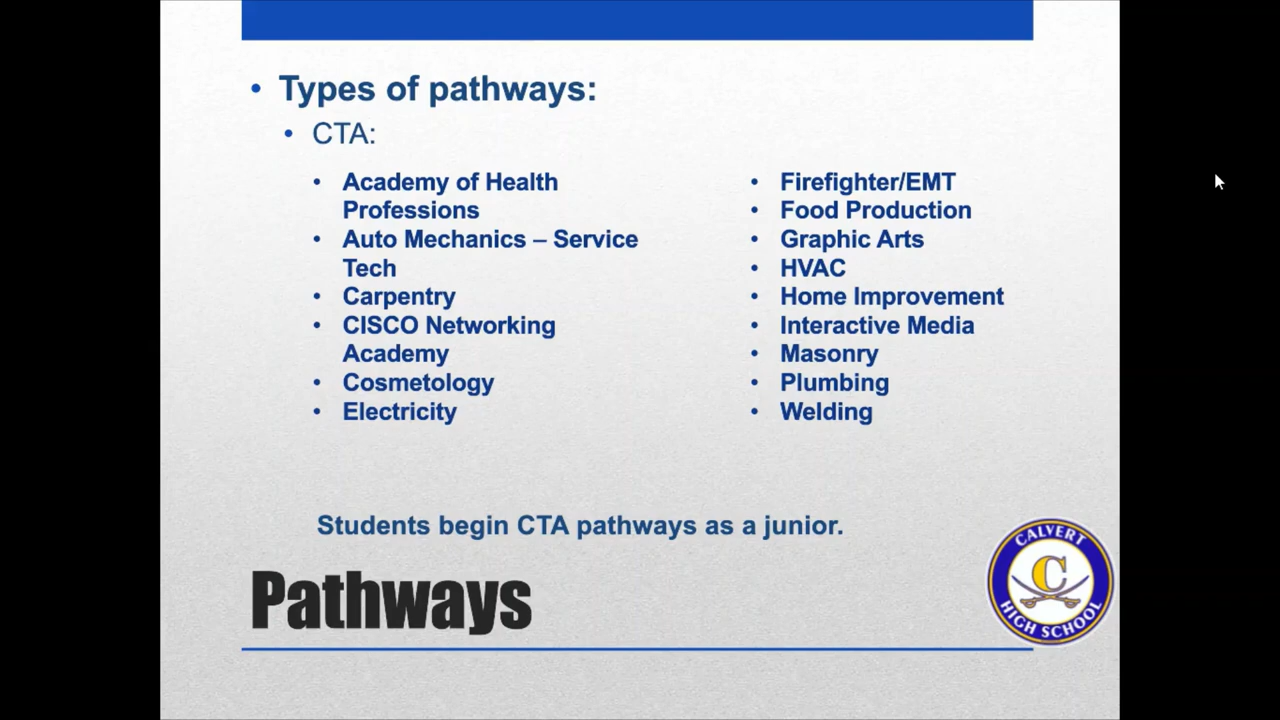 • Types of pathways:
• CTA:
• Academy of Health
Professions
• Auto Mechanics – Service
Tech
• Carpentry
• CISCO Networking
Academy
• Cosmetology
• Electricity
• Firefighter/EMT
• Food Production
• Graphic Arts
• HVAC
• Home Improvement
• Interactive Media
• Masonry
• Plumbing
• Welding
Students begin CTA pathways as a junior.
Pathways
CALVERT
C
HIGH SCHOOL